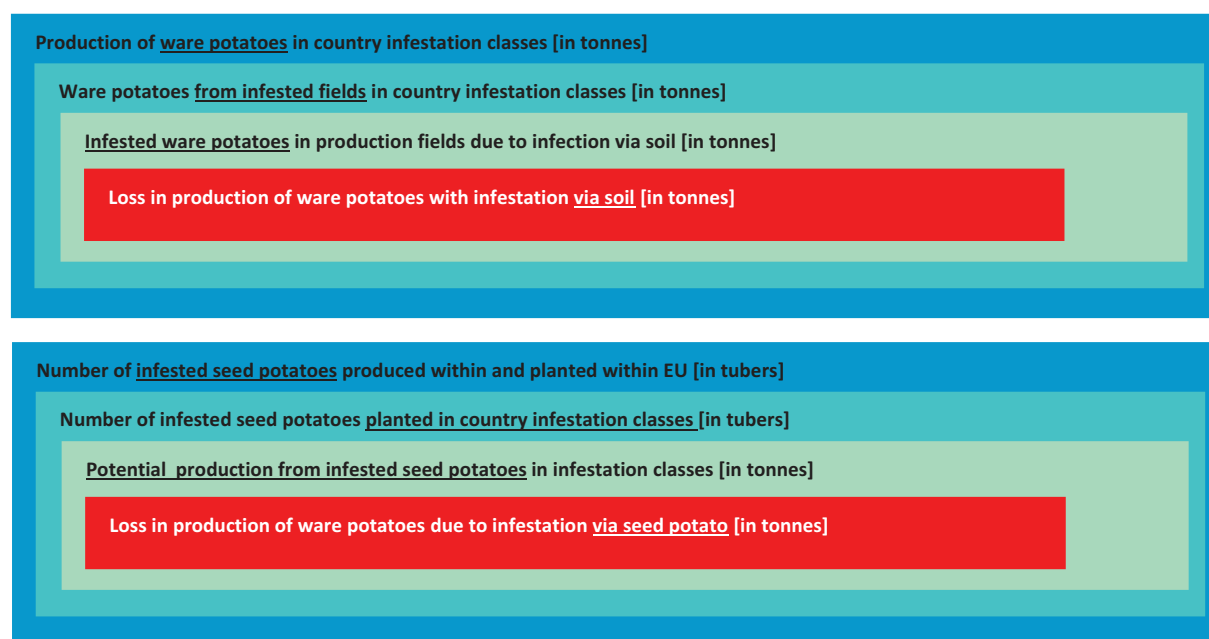 Production of ware potatoes in country infestation classes [in tonnes]
Ware potatoes from infested fields in country infestation classes [in tonnes]
Infested ware potatoes in production fields due to infection via soil [in tonnes]
Loss in production of ware potatoes with infestation via soil [in tonnes]
Number of infested seed potatoes produced within and planted within EU [in tubers]
Number of infested seed potatoes planted in country infestation classes [in tubers]
Potential  production from infested seed potatoes in infestation classes [in tonnes]
Loss in production of ware potatoes due to infestation via seed potato [in tonnes]